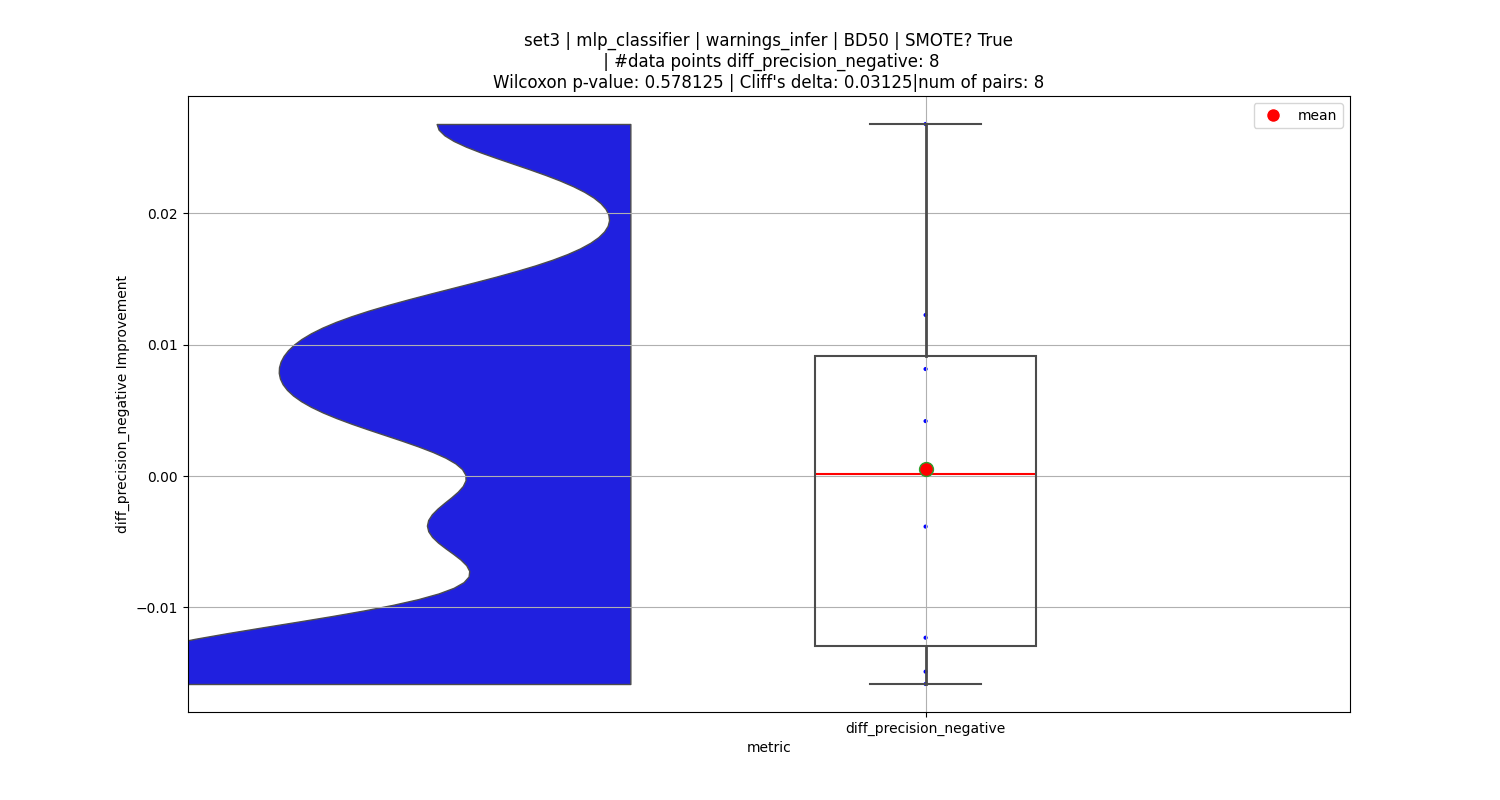 set3 | mlp_classifier | warnings_infer | BD50 | SMOTE? True
| #data points diff_precision_negative: 8
Wilcoxon p-value: 0.578125 | Cliff's delta: 0.03125|num of pairs: 8
mean
diff_precision_negative Improvement
0.02
0.01
0.00
−0.01
diff_precision_negative
metric